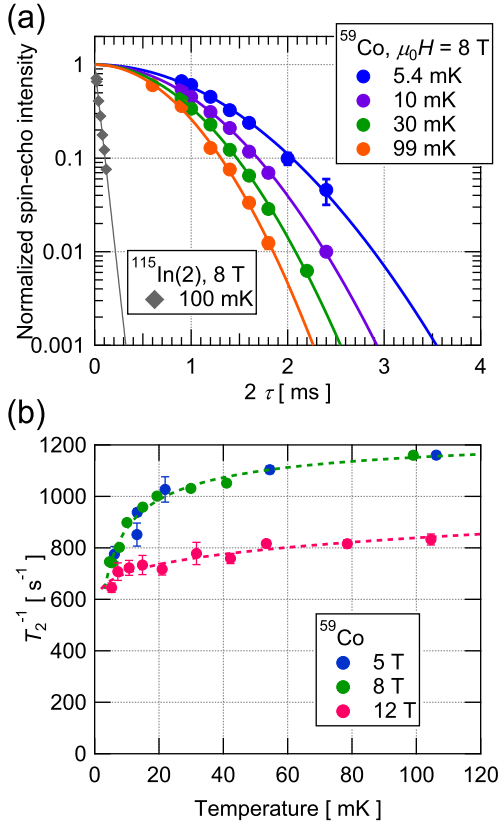 (a)
⁵⁹Co, μ₀H = 8 T
5.4 mK
10 mK
30 mK
99 mK
¹¹⁵In(2), 8 T
100 mK
Normalized spin-echo intensity
1
0.1
0.01
0.001
0 1 2 3 4
2 τ [ ms ]
(b)
T₂⁻¹ [ s⁻¹ ]
1200
1000
800
600
400
200
0
⁵⁹Co
5 T
8 T
12 T
0 20 40 60 80 100 120
Temperature [ mK ]